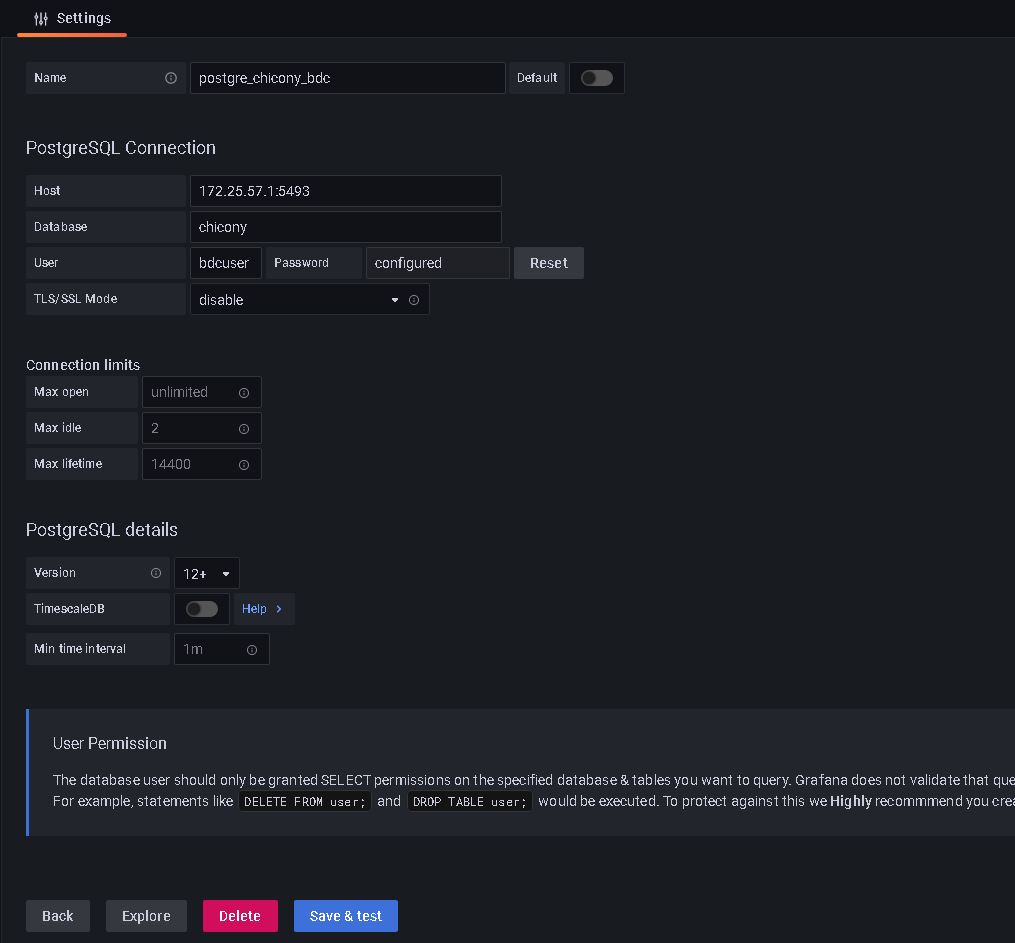 Settings
Name postgre_chicony_bdc Default
PostgreSQL Connection
Host 172.25.57.1:5493
Database chicony
User bdcuser Password configured Reset
TLS/SSL Mode disable
Connection limits
Max open unlimited
Max idle 2
Max lifetime 14400
PostgreSQL details
Version 12+
TimescaleDB Help
Min time interval 1m
User Permission
The database user should only be granted SELECT permissions on the specified database & tables you want to query. Grafana does not validate that que
For example, statements like DELETE FROM user; and DROP TABLE user; would be executed. To protect against this we Highly recommmend you crea
Back Explore Delete Save & test